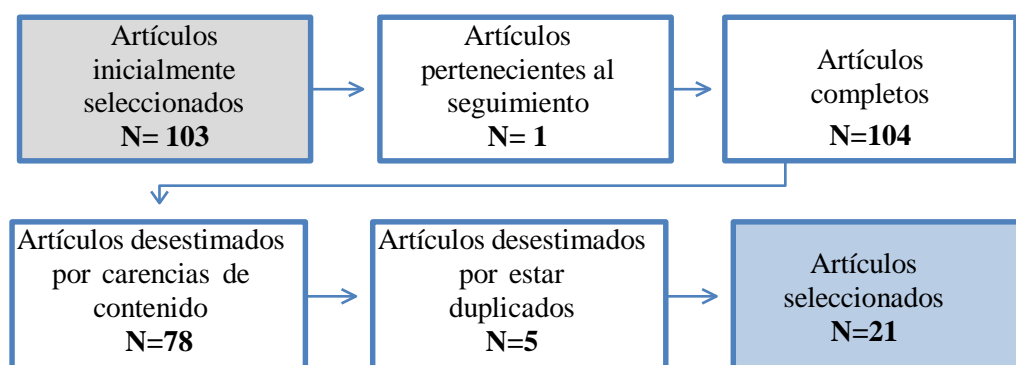 Artículos
inicialmente
seleccionados
N= 103
Artículos
pertenecientes al
seguimiento
N= 1
Artículos
completos
N=104
Artículos desestimados
por carencias de
contenido
N=78
Artículos desestimados
por estar
duplicados
N=5
Artículos
seleccionados
N=21